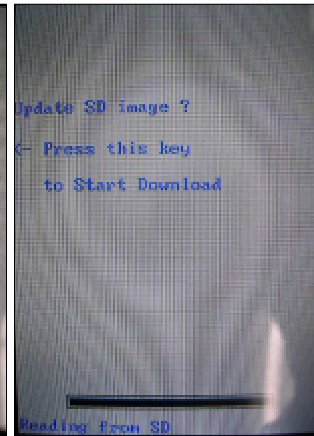 Update SD image ?
<- Press this key
to Start Download
Reading from SD